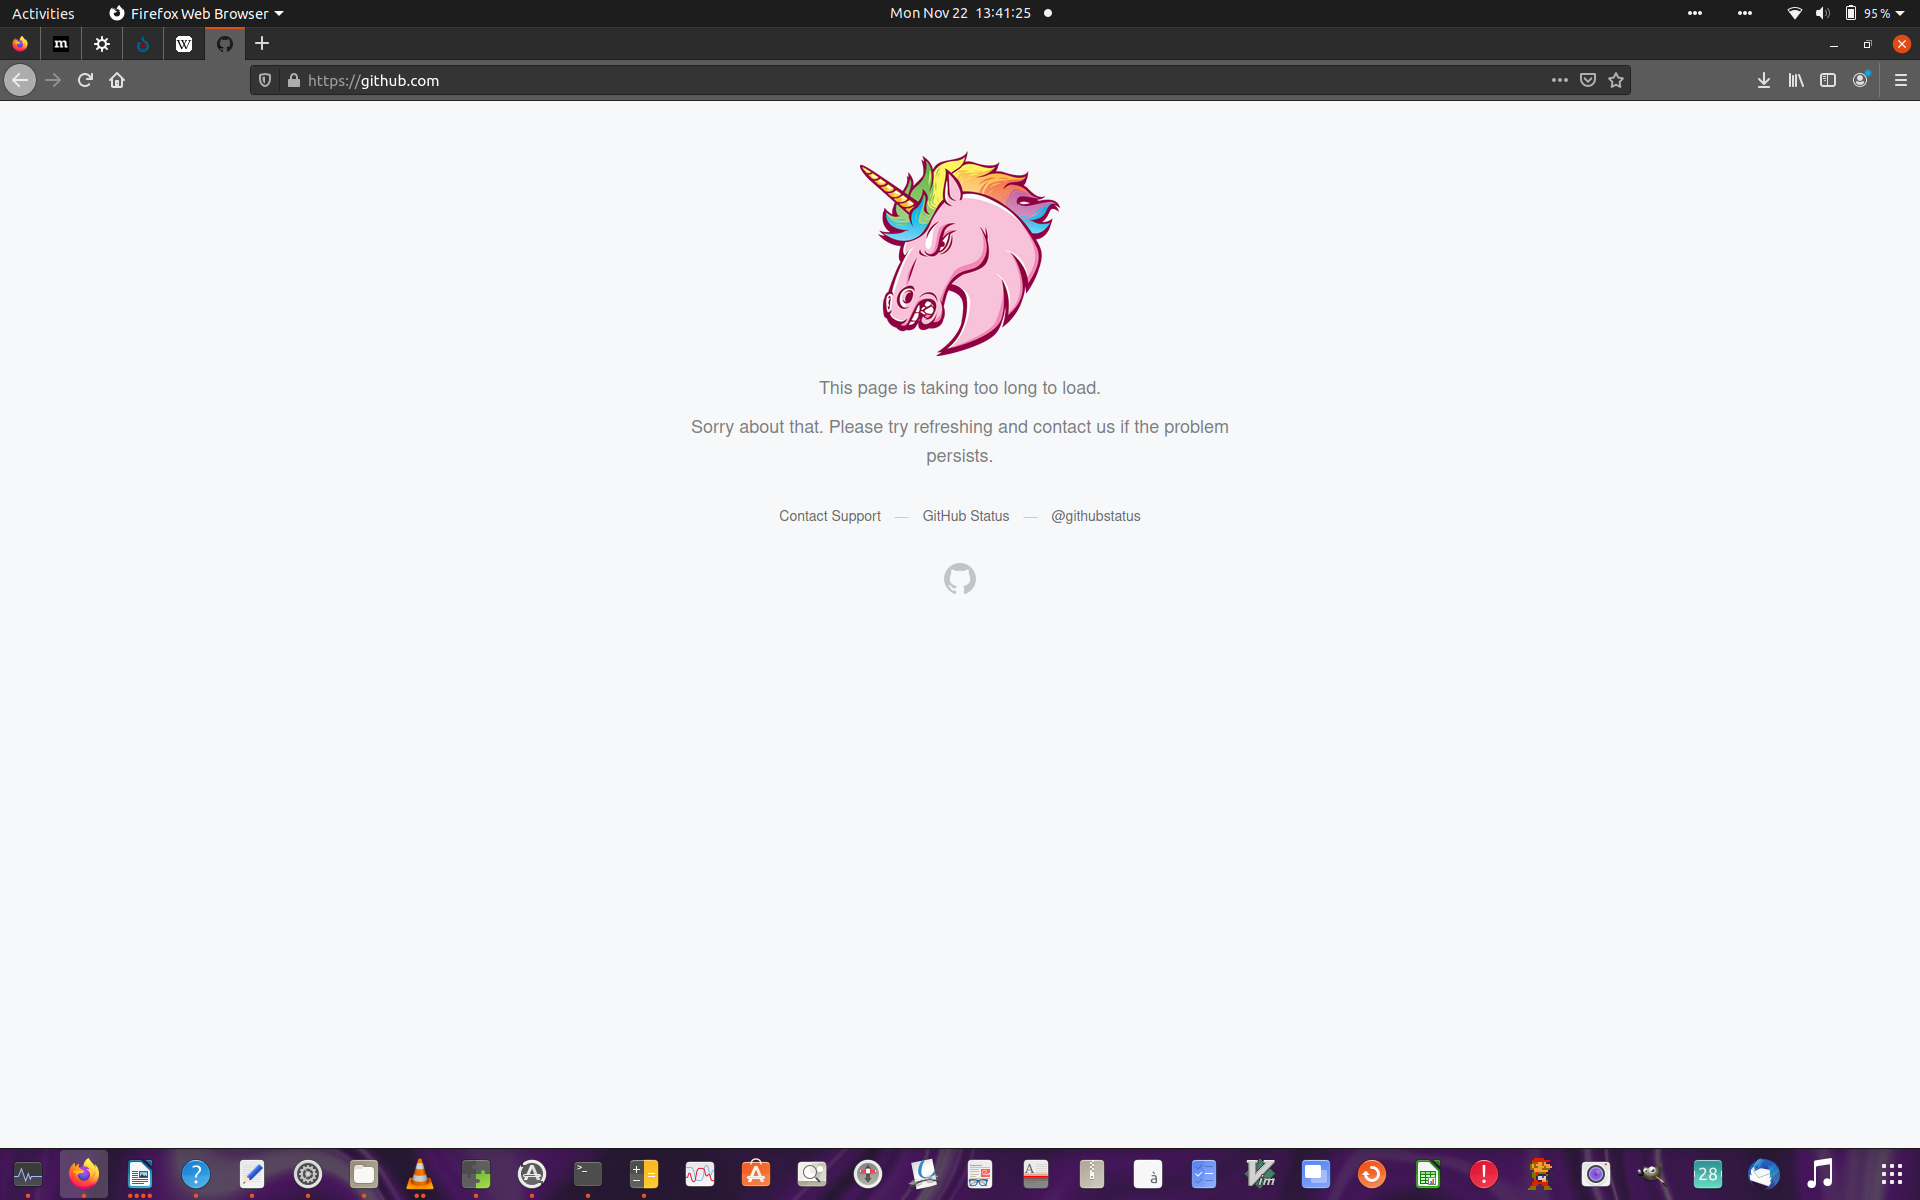 Activities
Firefox Web Browser
Mon Nov 22 13:41:25
95 %
m
W
https://github.com
This page is taking too long to load.
Sorry about that. Please try refreshing and contact us if the problem
persists.
Contact Support — GitHub Status — @githubstatus
?
>_
A
à
Vim
!
28